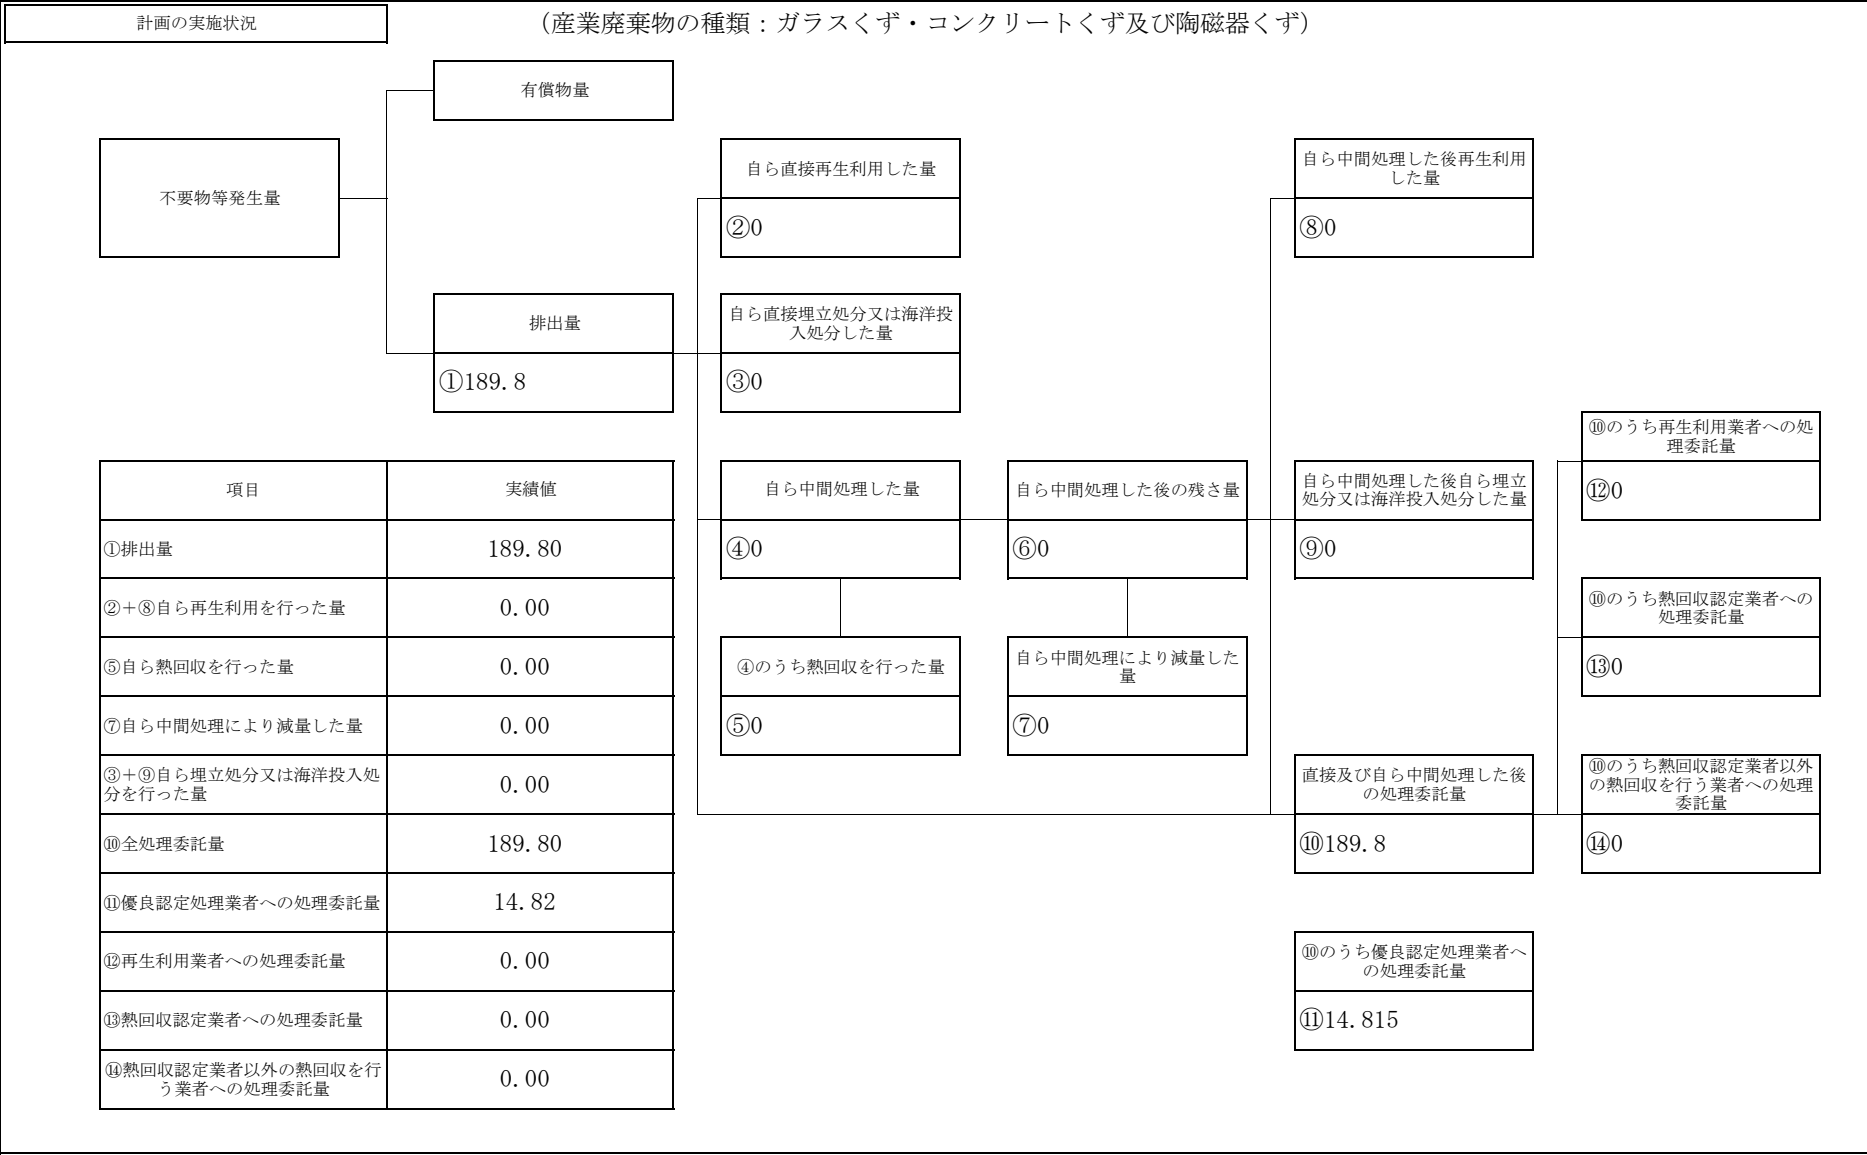 計画の実施状況
（産業廃棄物の種類：ガラスくず・コンクリートくず及び陶磁器くず）
有償物量
不要物等発生量
自ら直接再生利用した量
②0
自ら中間処理した後再生利用
した量
⑧0
排出量
①189.8
自ら直接埋立処分又は海洋投
入処分した量
③0
⑩のうち再生利用業者への処
理委託量
⑫0
自ら中間処理した量
④0
自ら中間処理した後の残さ量
⑥0
自ら中間処理した後自ら埋立
処分又は海洋投入処分した量
⑨0
⑩のうち熱回収認定業者への
処理委託量
⑬0
④のうち熱回収を行った量
⑤0
自ら中間処理により減量した
量
⑦0
直接及び自ら中間処理した後
の処理委託量
⑩189.8
⑩のうち熱回収認定業者以外
の熱回収を行う業者への処理
委託量
⑭0
⑩のうち優良認定処理業者へ
の処理委託量
⑪14.815
項目 実績値
①排出量 189.80
②＋⑧自ら再生利用を行った量 0.00
⑤自ら熱回収を行った量 0.00
⑦自ら中間処理により減量した量 0.00
③＋⑨自ら埋立処分又は海洋投入処
分を行った量 0.00
⑩全処理委託量 189.80
⑪優良認定処理業者への処理委託量 14.82
⑫再生利用業者への処理委託量 0.00
⑬熱回収認定業者への処理委託量 0.00
⑭熱回収認定業者以外の熱回収を行
う業者への処理委託量 0.00